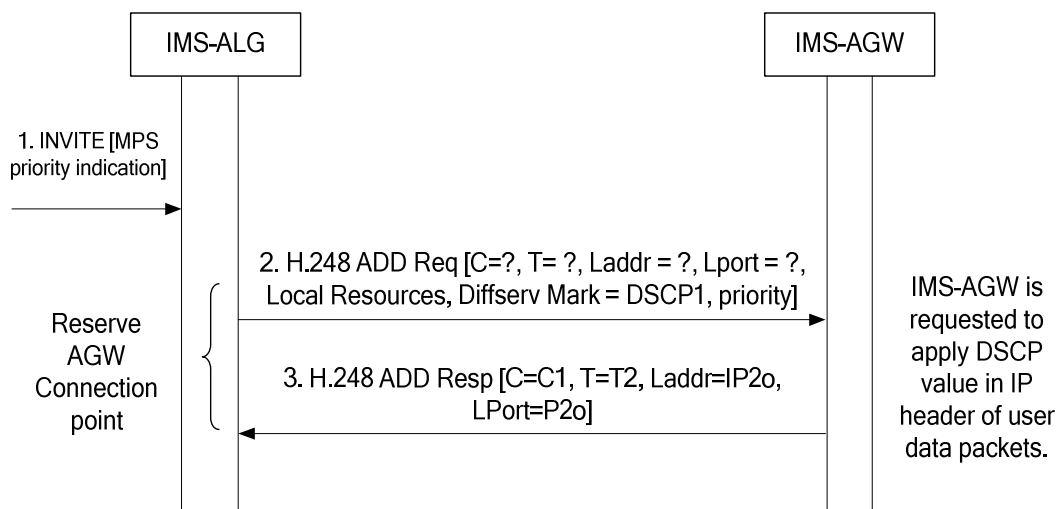 IMS-ALG
IMS-AGW
1. INVITE [MPS
priority indication]
2. H.248 ADD Req [C=?, T= ?, Laddr = ?, Lport = ?,
Local Resources, Diffserv Mark = DSCP1, priority]
Reserve
AGW
Connection
point
3. H.248 ADD Resp [C=C1, T=T2, Laddr=IP2o,
LPort=P2o]
IMS-AGW is
requested to
apply DSCP
value in IP
header of user
data packets.